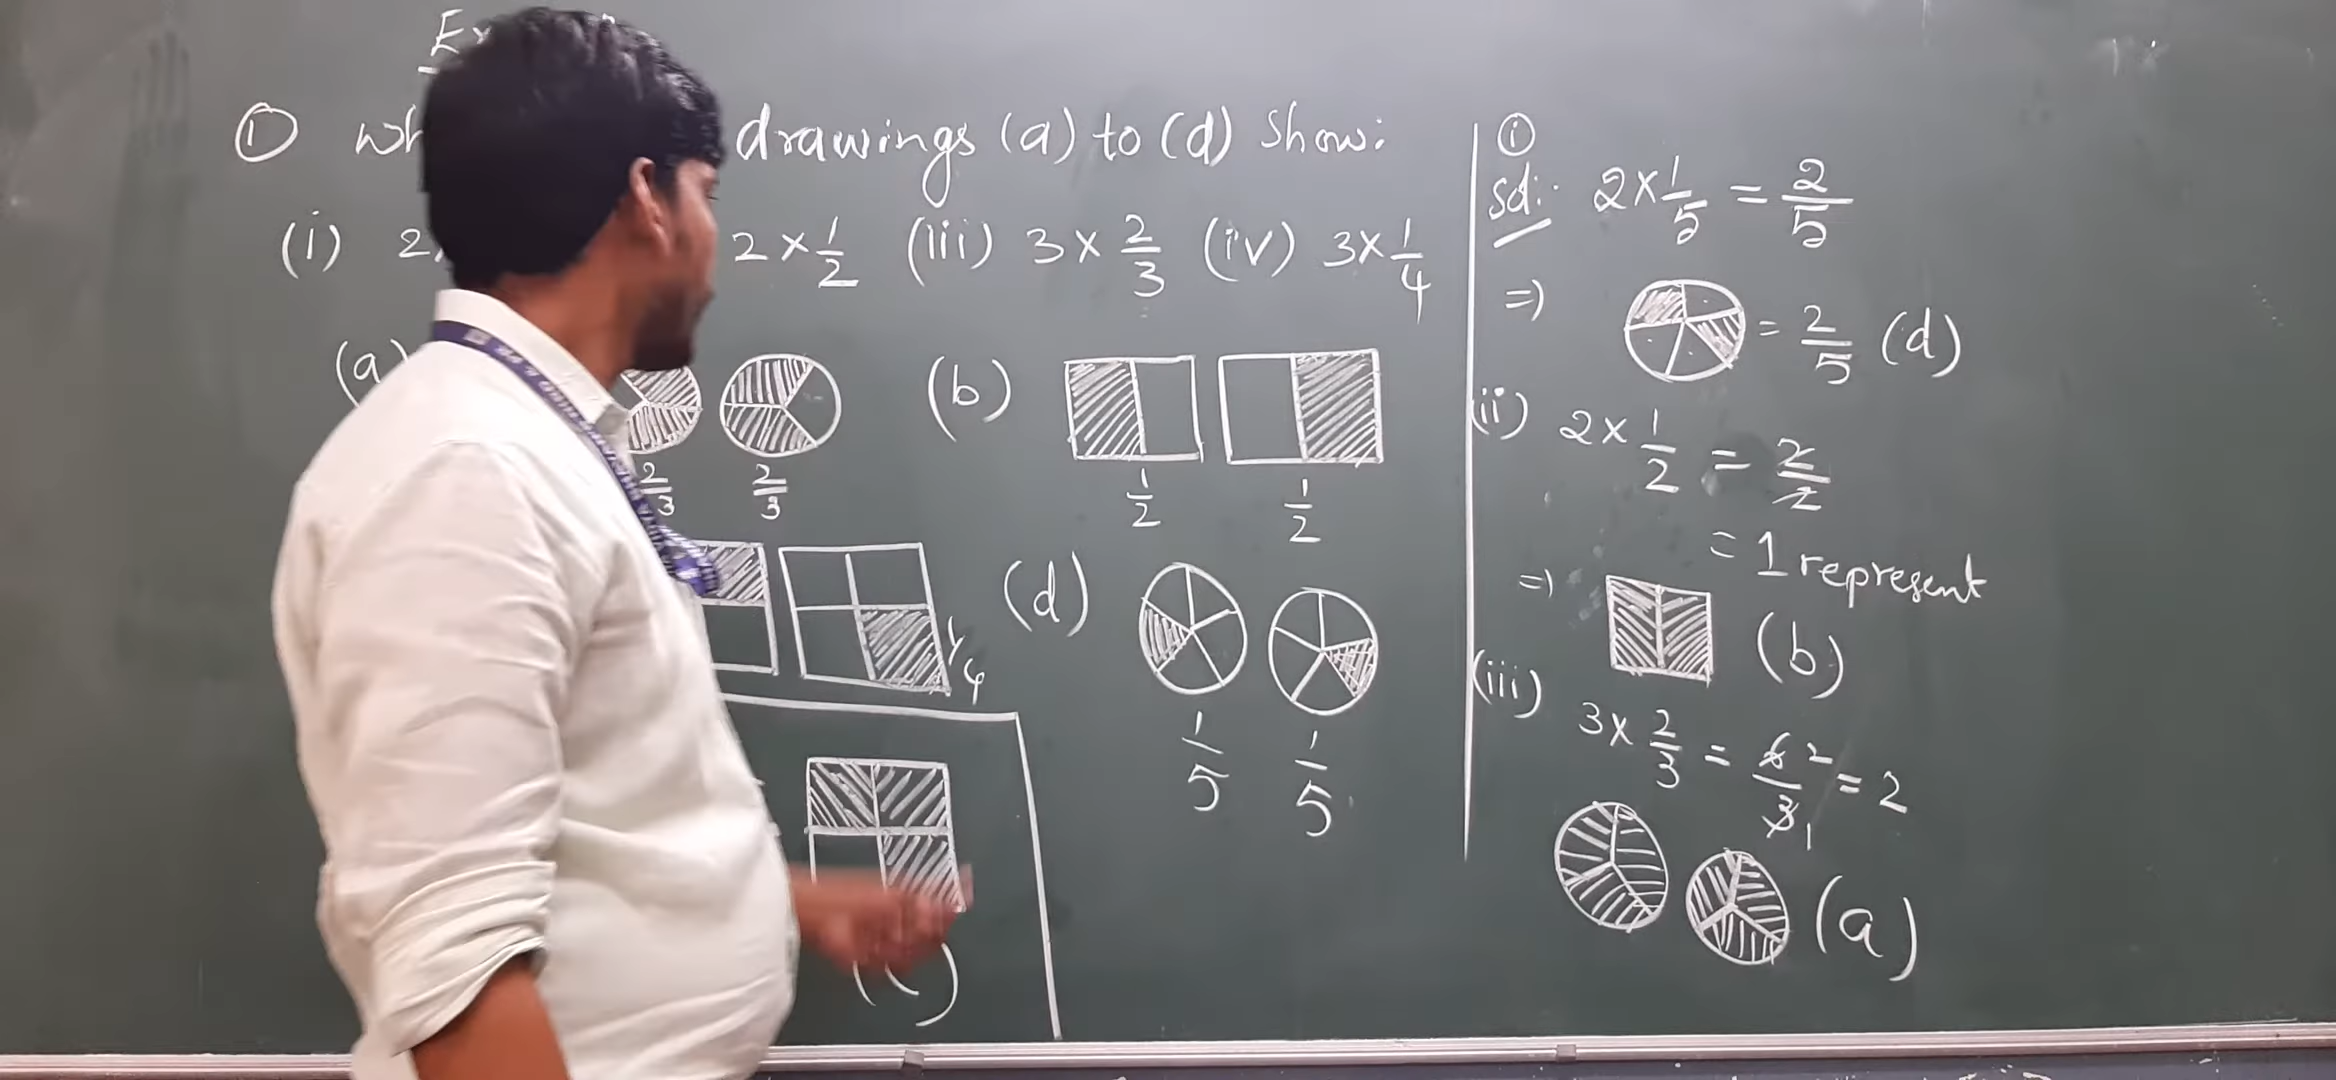 ① drawings (a) to (d) Show:
(i) 2 2 × 1/2 (iii) 3 × 2/3 (iv) 3 × 1/4
(a) (b)
2/3 2/3 1/2 1/2
(d)
1/4
1/5 1/5
(c)
①
Sol: 2 × 1/5 = 2/5
=) = 2/5 (d)
(ii) 2 × 1/2 = 2/2
= 1 represent
=) (b)
(iii) 3 × 2/3 = 6/3 2/1 = 2
(a)